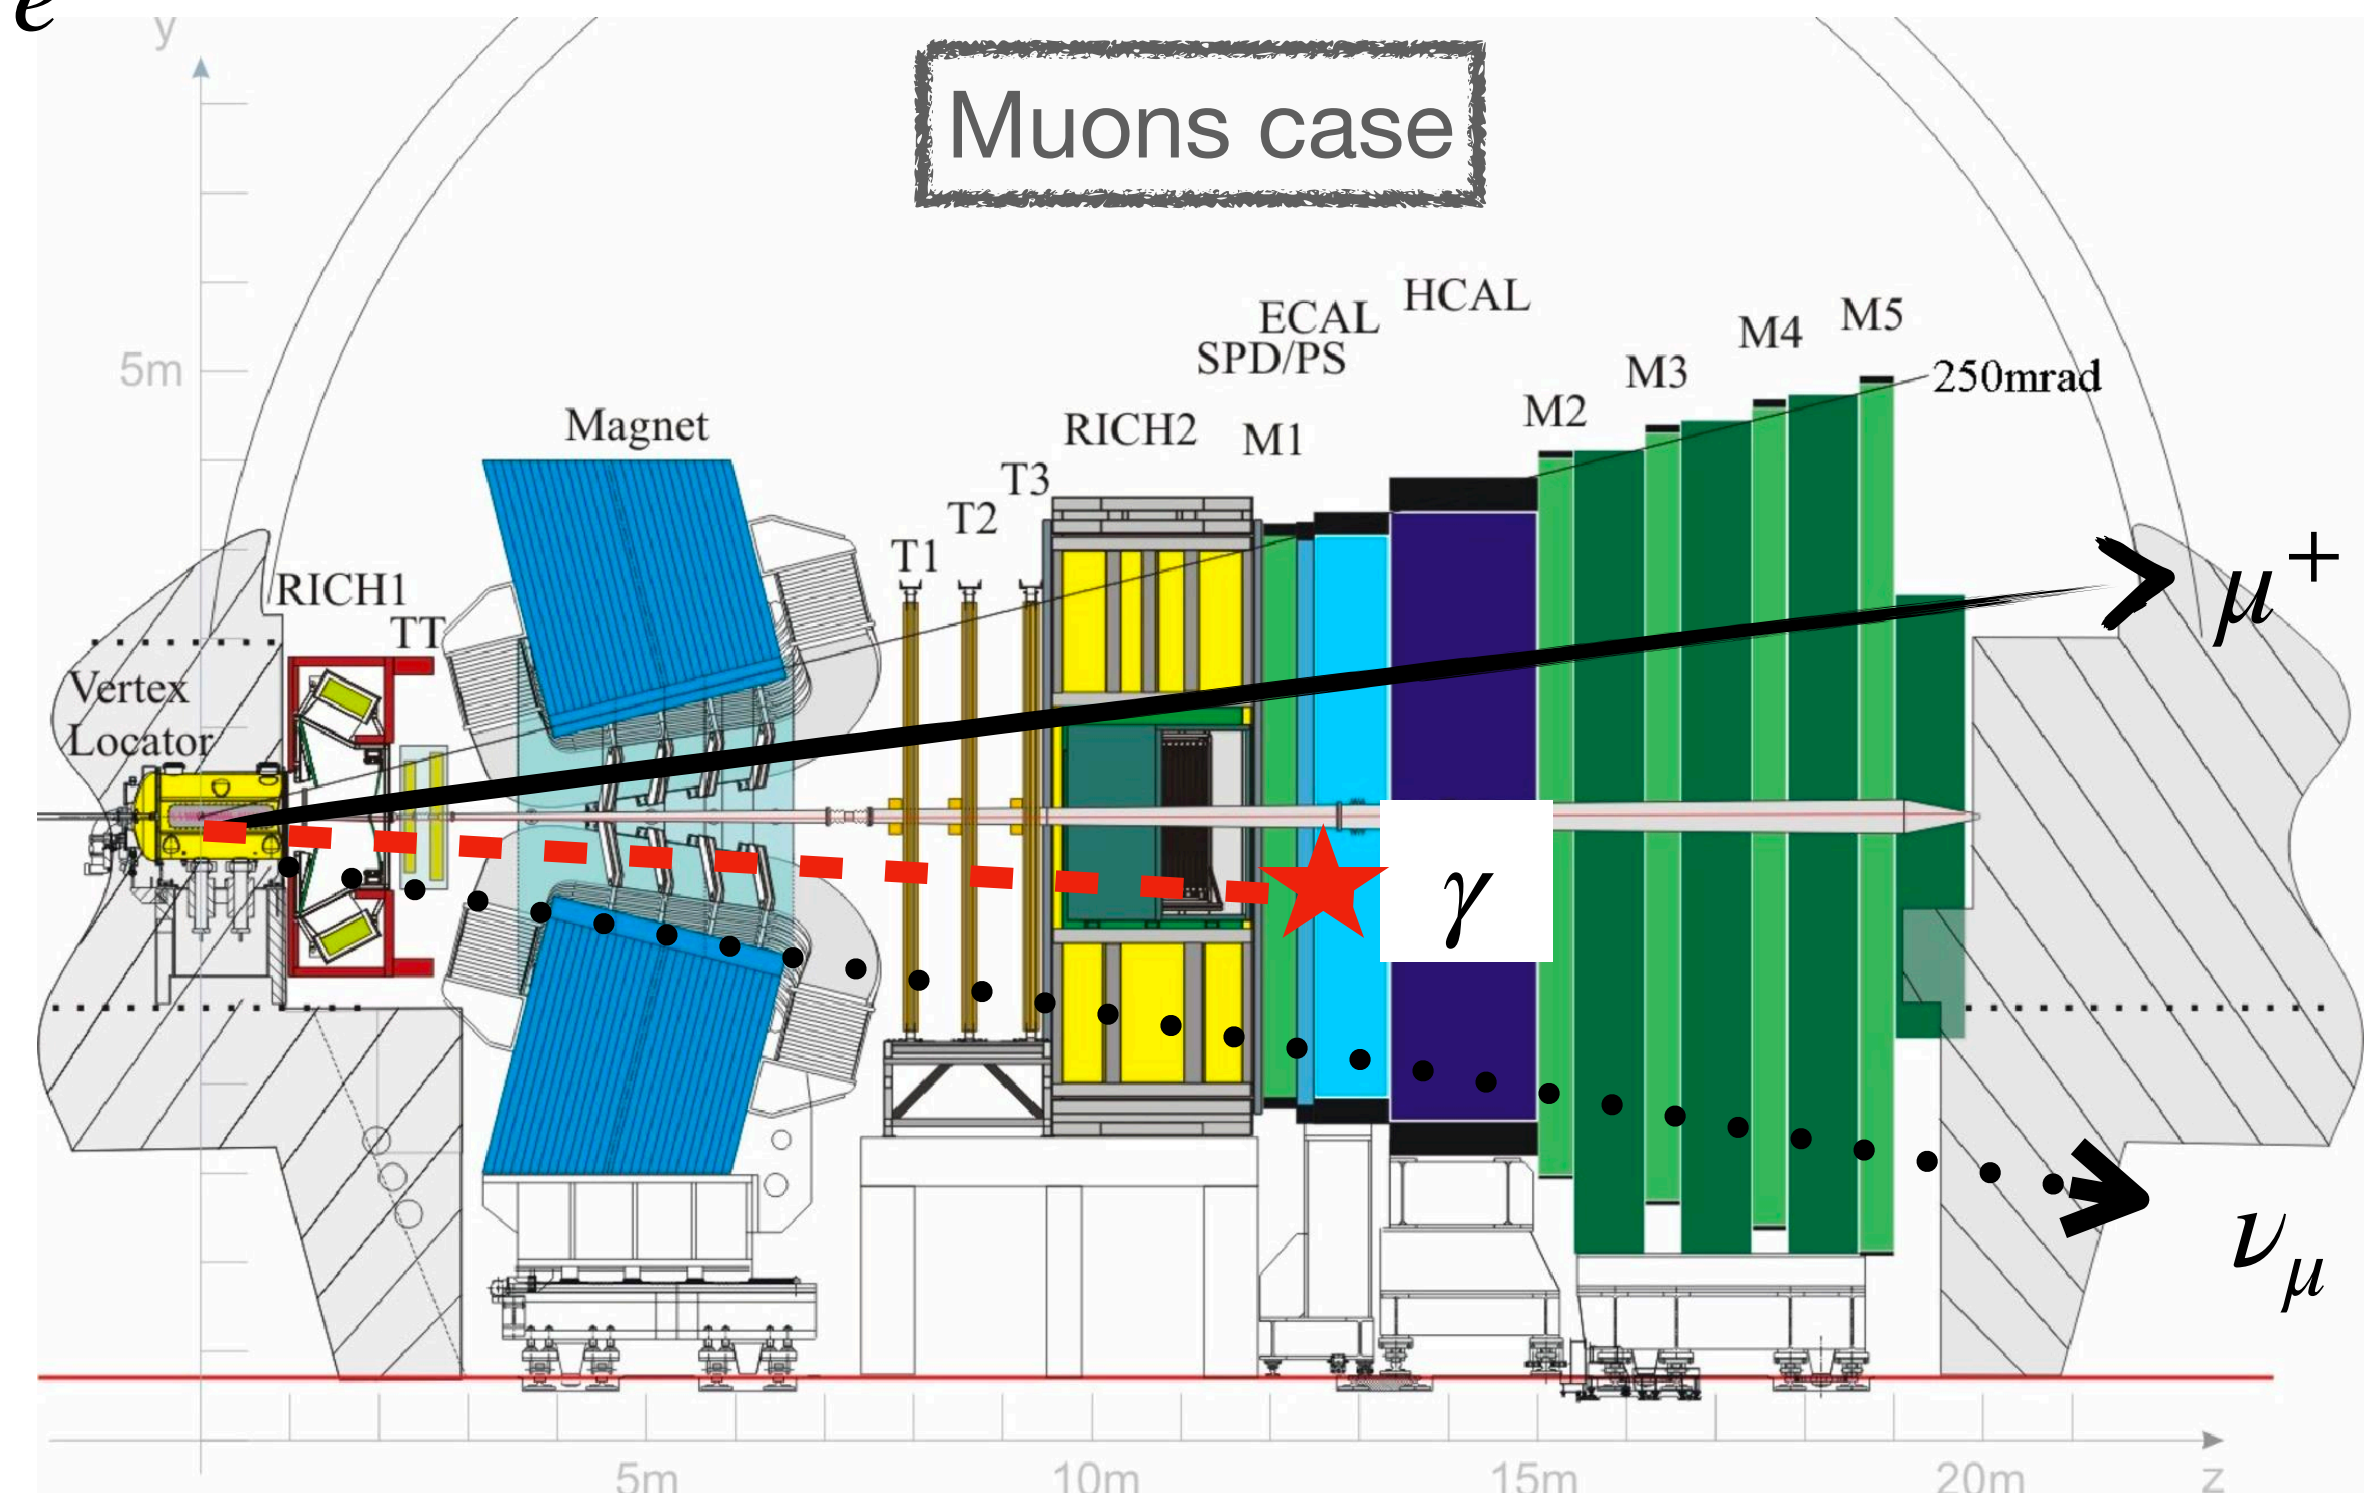 e
y
Muons case
HCAL
ECAL
SPD/PS
M5
M4
M3
250mrad
5m
M2
Magnet
RICH2
M1
T3
T2
T1
RICH1
TT
μ+
Vertex
Locator
γ
νμ
5m
10m
15m
20m
z